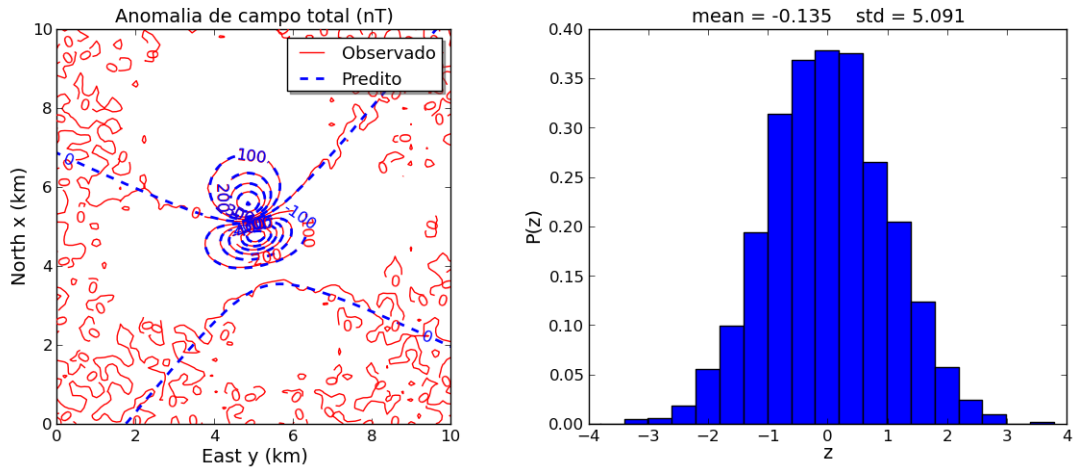 Anomalia de campo total (nT)
Observado
Predito
100
200
-100
0
0
0
North x (km)
10
8
6
4
2
0
0 2 4 6 8 10
East y (km)
mean = -0.135 std = 5.091
P(z)
0.40
0.35
0.30
0.25
0.20
0.15
0.10
0.05
0.00
−4 −3 −2 −1 0 1 2 3 4
z